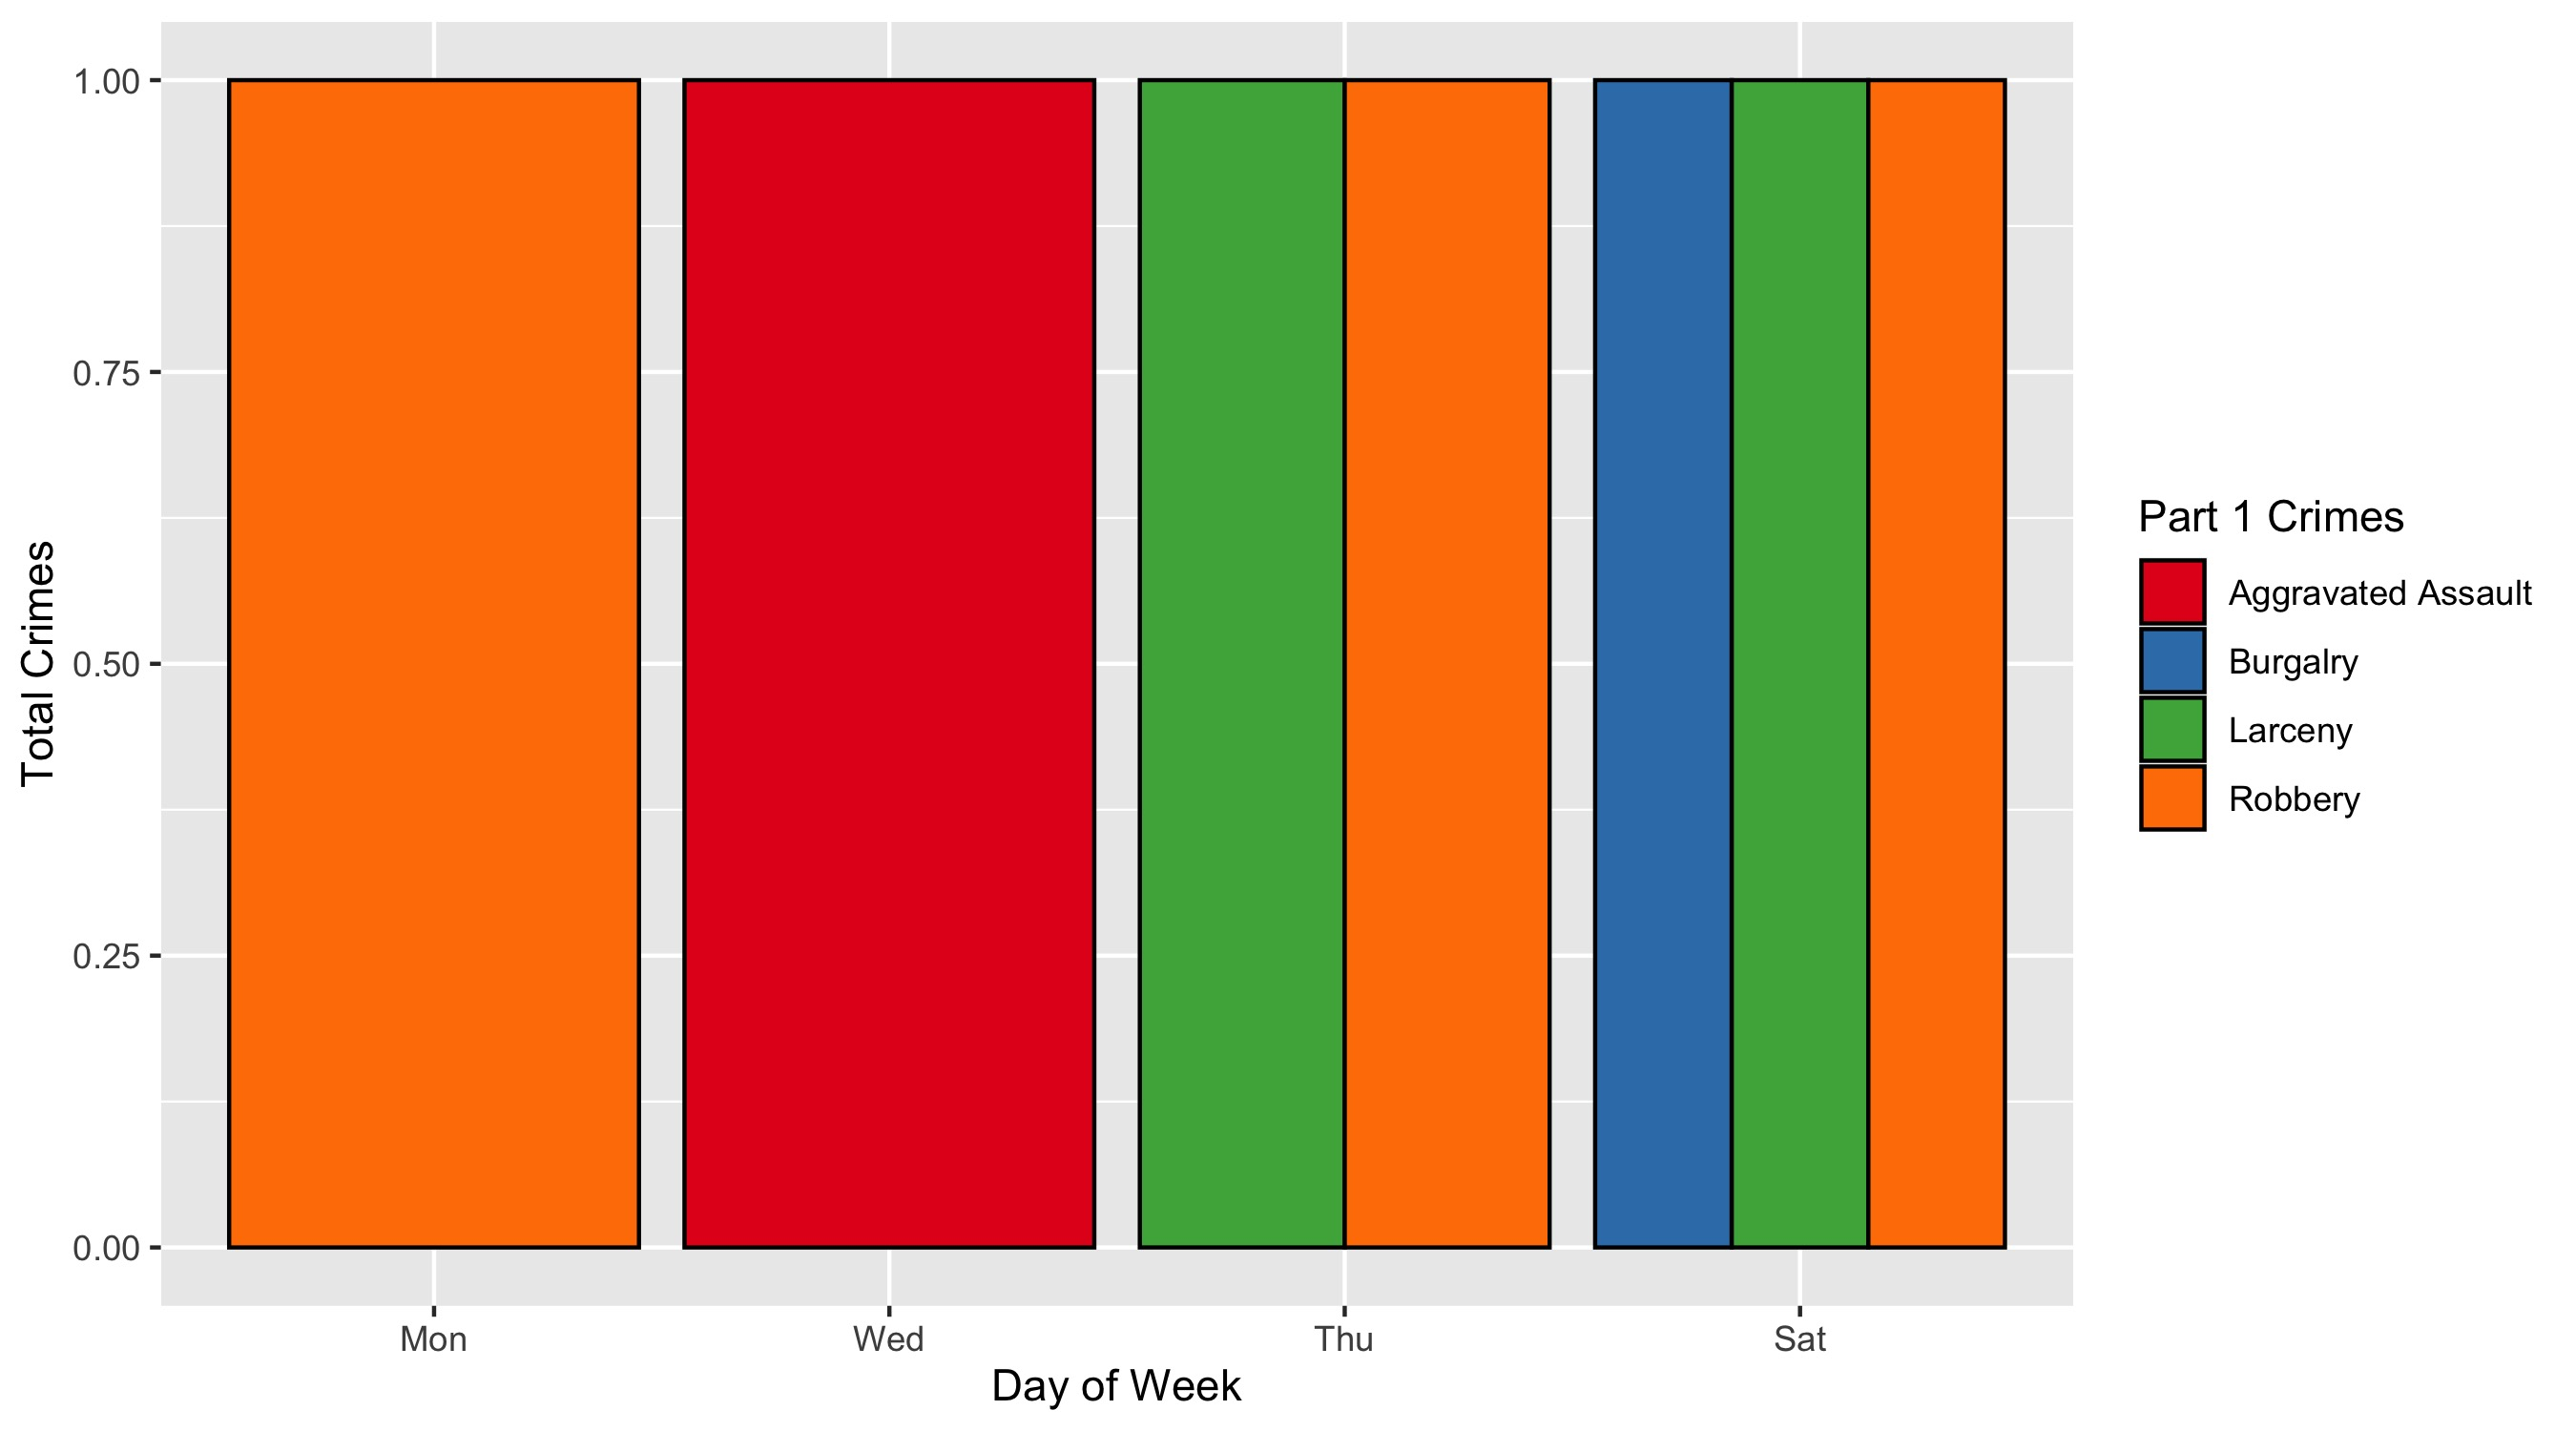 Total Crimes
1.00
0.75
0.50
0.25
0.00
Mon Wed Thu Sat
Day of Week
Part 1 Crimes
Aggravated Assault
Burgalry
Larceny
Robbery